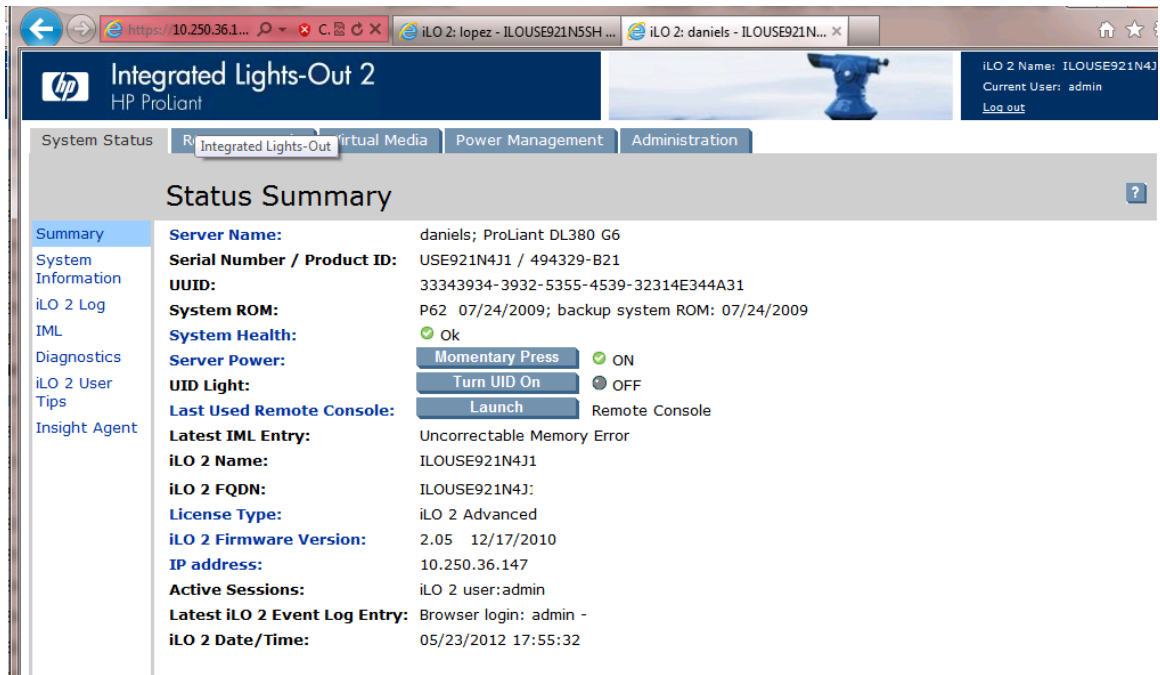 https://10.250.36.1... C. iLO 2: lopez - ILOUSE921N5SH ... iLO 2: daniels - ILOUSE921N...
hp Integrated Lights-Out 2
HP ProLiant
iLO 2 Name: ILOUSE921N4J
Current User: admin
Log out
System Status Integrated Lights-Out Virtual Media Power Management Administration
Status Summary ?
Summary
System
Information
iLO 2 Log
IML
Diagnostics
iLO 2 User
Tips
Insight Agent
Server Name: daniels; ProLiant DL380 G6
Serial Number / Product ID: USE921N4J1 / 494329-B21
UUID: 33343934-3932-5355-4539-32314E344A31
System ROM: P62 07/24/2009; backup system ROM: 07/24/2009
System Health: Ok
Server Power: Momentary Press ON
UID Light: Turn UID On OFF
Last Used Remote Console: Launch Remote Console
Latest IML Entry: Uncorrectable Memory Error
iLO 2 Name: ILOUSE921N4J1
iLO 2 FQDN: ILOUSE921N4J1
License Type: iLO 2 Advanced
iLO 2 Firmware Version: 2.05 12/17/2010
IP address: 10.250.36.147
Active Sessions: iLO 2 user:admin
Latest iLO 2 Event Log Entry: Browser login: admin -
iLO 2 Date/Time: 05/23/2012 17:55:32